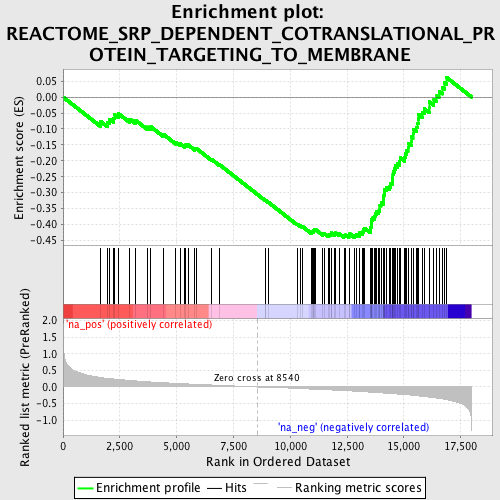 Enrichment plot:
REACTOME_SRP_DEPENDENT_COTRANSLATIONAL_PR
OTEIN_TARGETING_TO_MEMBRANE
Enrichment score (ES)
0.05
0.00
-0.05
-0.10
-0.15
-0.20
-0.25
-0.30
-0.35
-0.40
-0.45
'na_pos' (positively correlated)
Ranked list metric (PreRanked)
2.0
1.5
1.0
0.5
0.0
-0.5
-1.0
Zero cross at 8540
'na_neg' (negatively correlated)
0
2,500
5,000
7,500
10,000
12,500
15,000
17,500
Rank in Ordered Dataset
Enrichment profile
Hits
Ranking metric scores